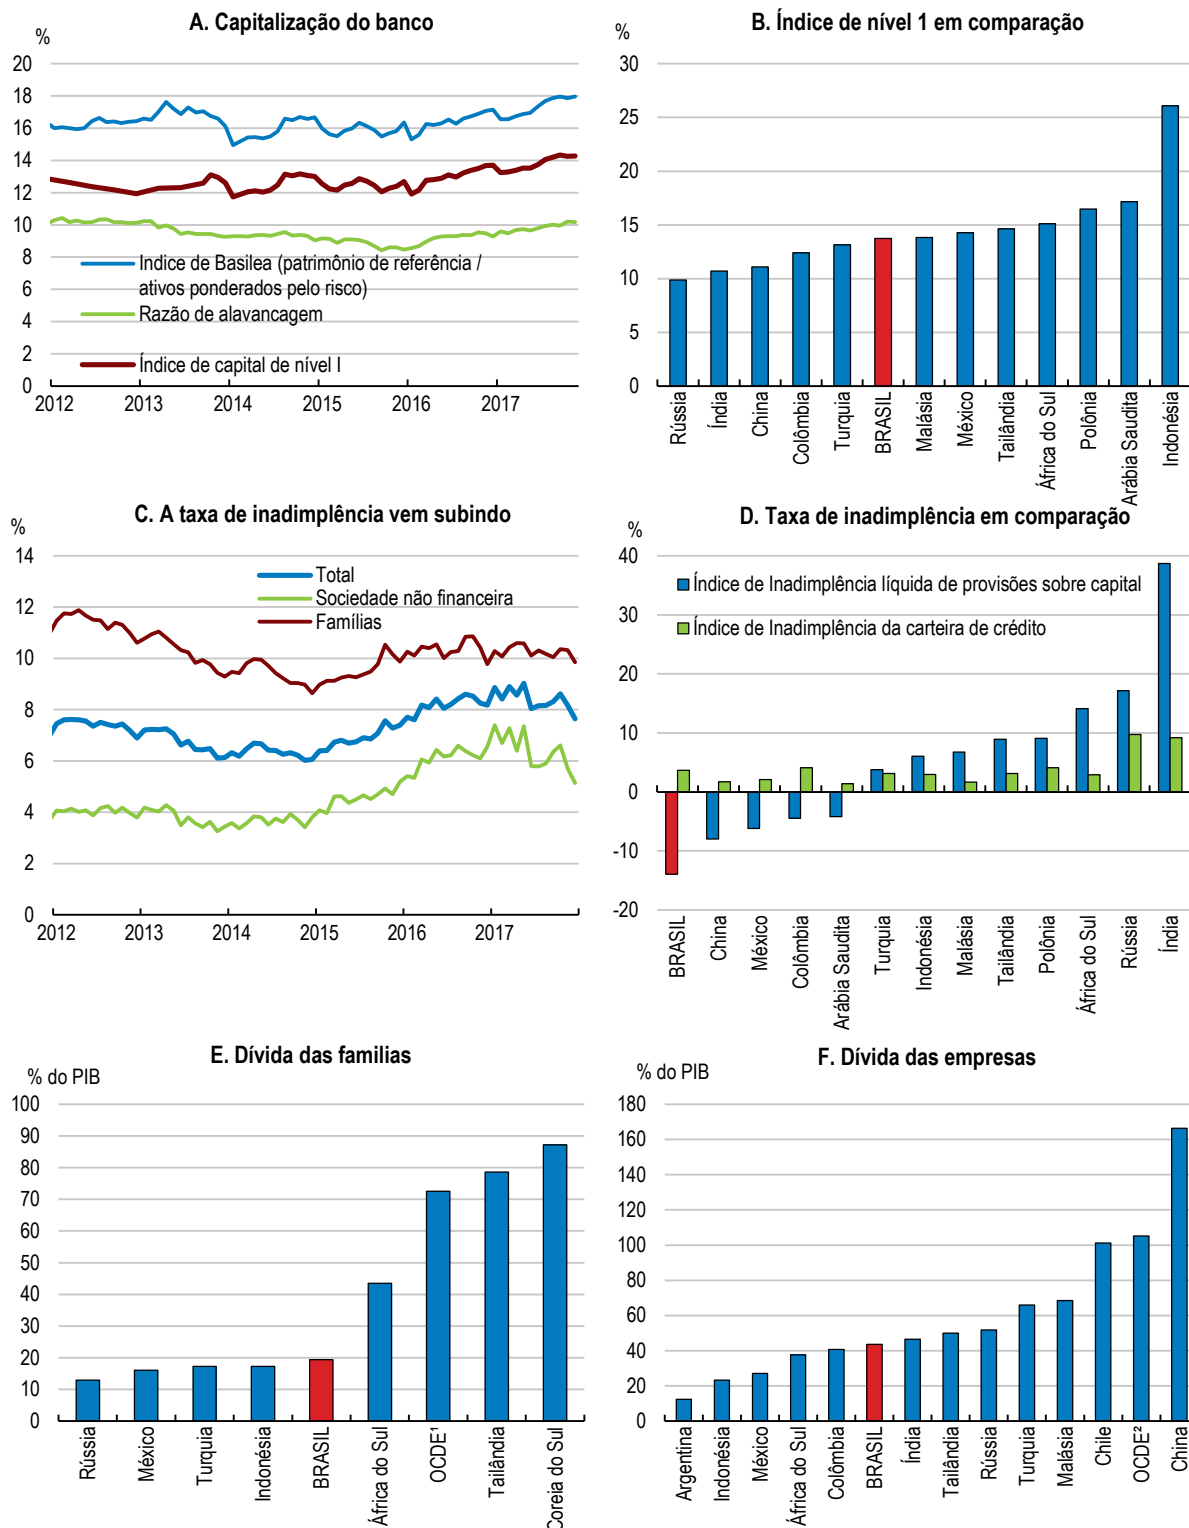 A. Capitalização do banco
%
20
18
16
14
12
10
8
6
4
2
0
Indice de Basilea (patrimônio de referência /
ativos ponderados pelo risco)
Razão de alavancagem
Índice de capital de nível I
2012
2013
2014
2015
2016
2017
B. Índice de nível 1 em comparação
%
30
25
20
15
10
5
0
Rússia
Índia
China
Colômbia
Turquia
BRASIL
Malásia
México
Tailândia
África do Sul
Polônia
Arábia Saudita
Indonésia
C. A taxa de inadimplência vem subindo
%
14
12
10
8
6
4
2
0
Total
Sociedade não financeira
Famílias
2012
2013
2014
2015
2016
2017
D. Taxa de inadimplência em comparação
%
40
30
20
10
0
-10
-20
Índice de Inadimplência líquida de provisões sobre capital
Índice de Inadimplência da carteira de crédito
BRASIL
China
México
Colômbia
Arábia Saudita
Turquia
Indonésia
Malásia
Tailândia
Polônia
África do Sul
Rússia
Índia
E. Dívida das familias
% do PIB
100
90
80
70
60
50
40
30
20
10
0
Rússia
México
Turquia
Indonésia
BRASIL
África do Sul
OCDE¹
Tailândia
Coreia do Sul
F. Dívida das empresas
% do PIB
180
160
140
120
100
80
60
40
20
0
Argentina
Indonésia
México
África do Sul
Colômbia
BRASIL
Índia
Tailândia
Rússia
Turquia
Malásia
Chile
OCDE²
China